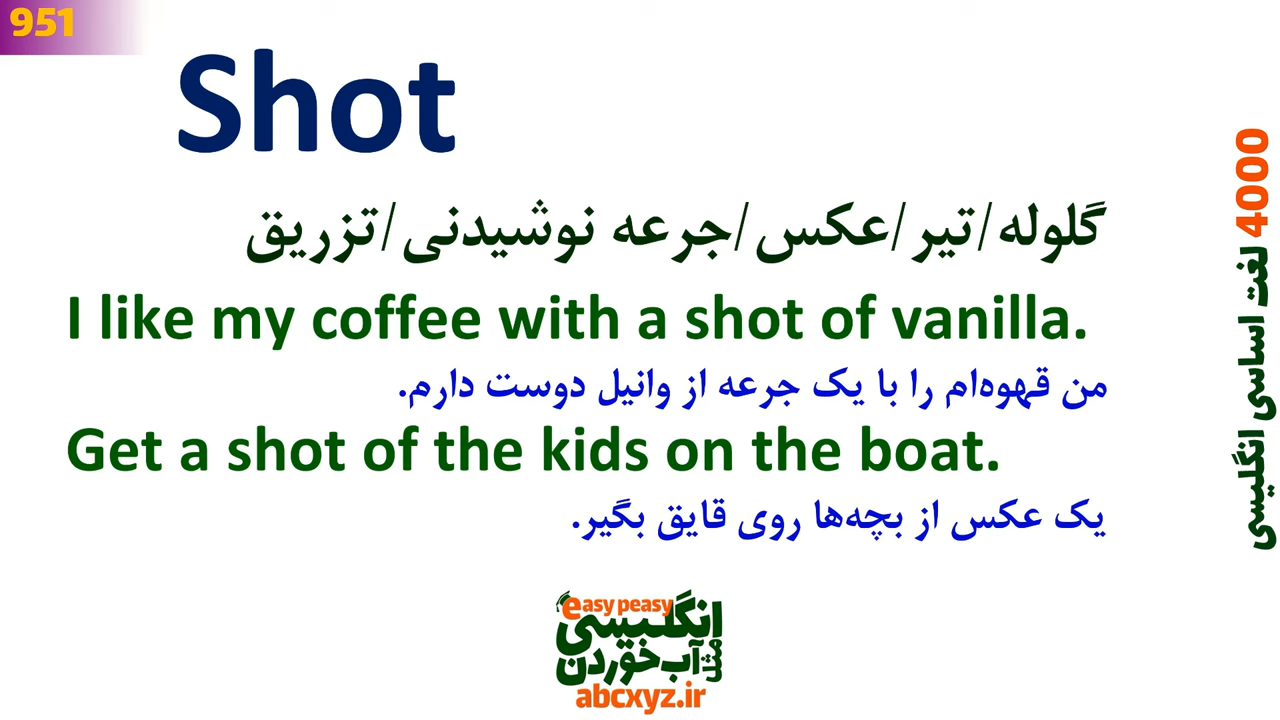 951
Shot
گلوله/تیر/عکس/جرعه نوشیدنی/تزریق
I like my coffee with a shot of vanilla.
من قهوه‌ام را با یک جرعه از وانیل دوست دارم.
Get a shot of the kids on the boat.
یک عکس از بچه‌ها روی قایق بگیر.
4000 لغت اساسی انگلیسی
easy peasy
انگلیسی
مثل آب خوردن
abcxyz.ir